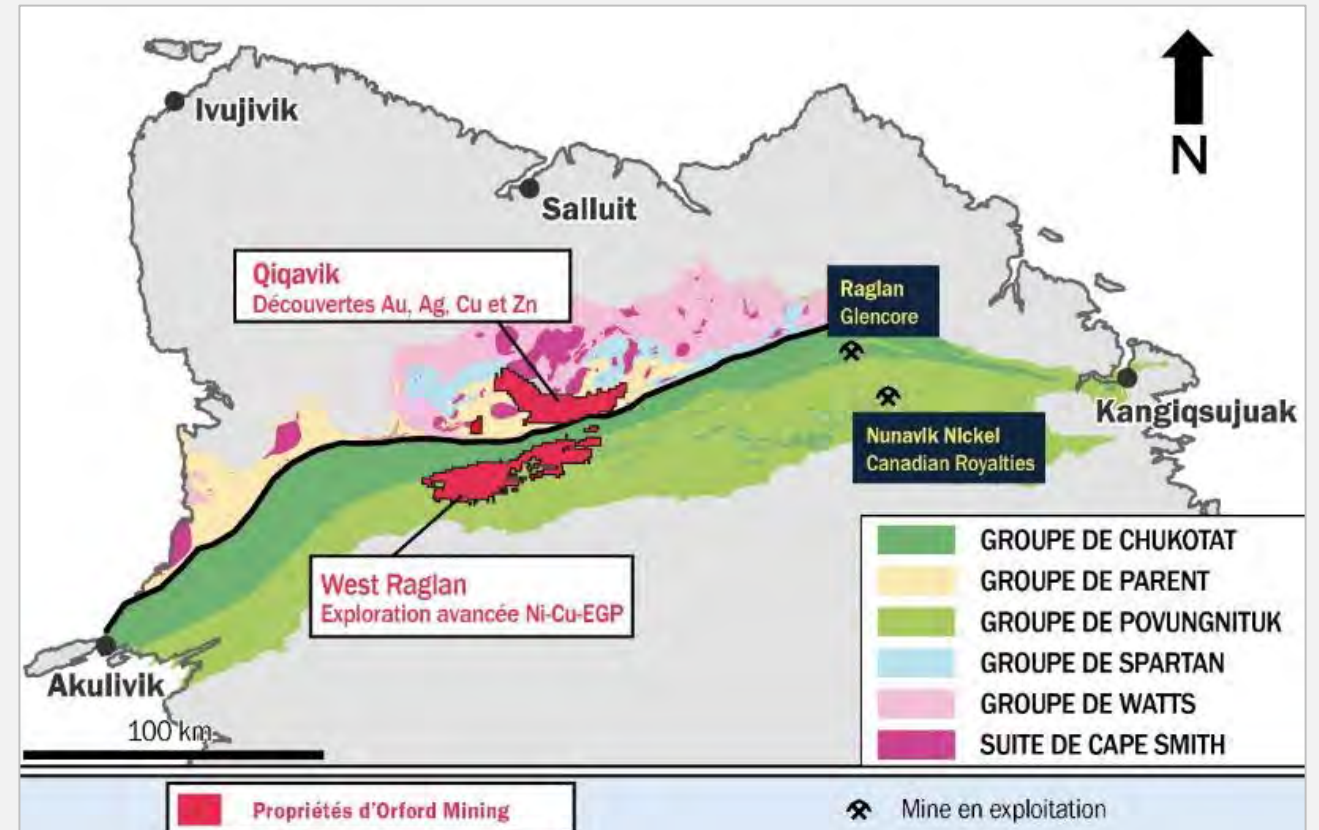 Ivujivik
N
Salluit
Qiqavik
Découvertes Au, Ag, Cu et Zn
Raglan
Glencore
Kangiqsujuak
Nunavik Nickel
Canadian Royalties
West Raglan
Exploration avancée Ni-Cu-EGP
Akulivik
100 km
GROUPE DE CHUKOTAT
GROUPE DE PARENT
GROUPE DE POVUNGNITUK
GROUPE DE SPARTAN
GROUPE DE WATTS
SUITE DE CAPE SMITH
Propriétés d'Orford Mining
Mine en exploitation